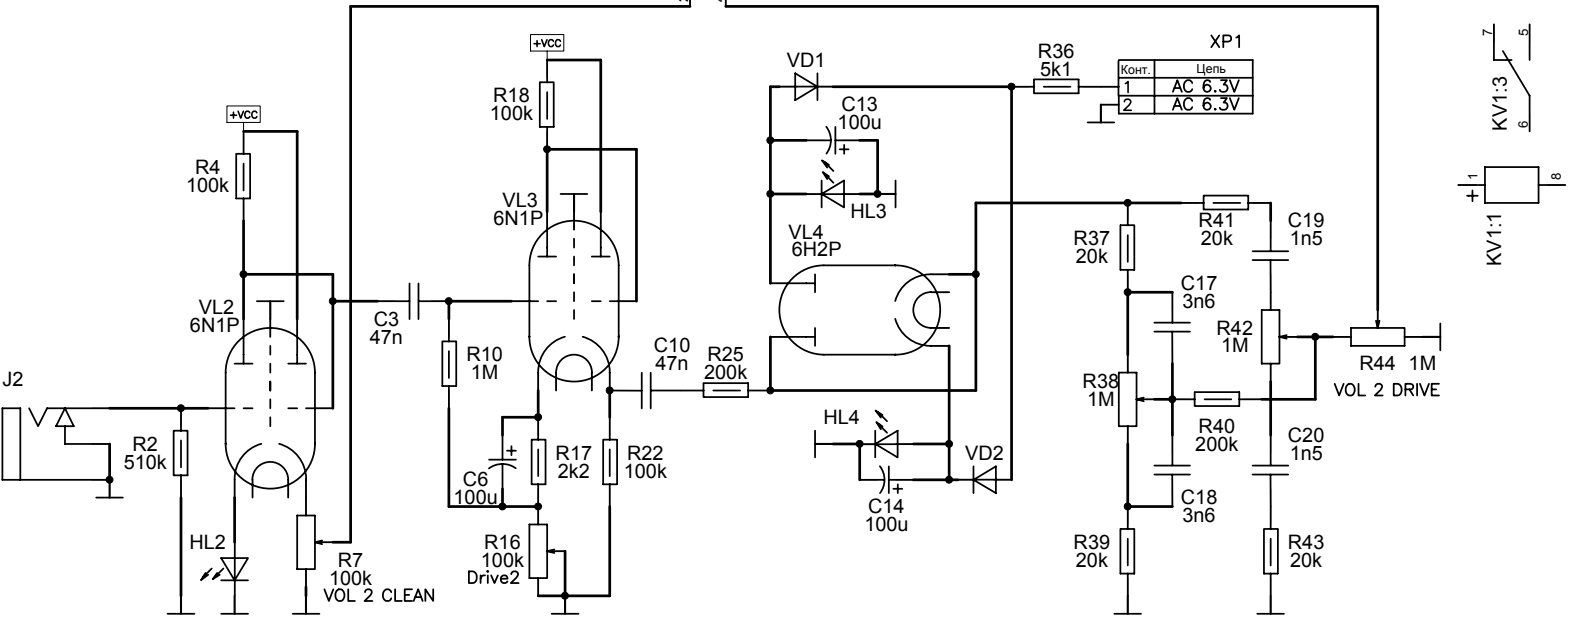 +VCC
R4
100k
VL2
6N1P
J2
R2
510k
HL2
R7
100k
VOL 2 CLEAN
C3
47n
+VCC
R18
100k
VL3
6N1P
R10
1M
C6
100u
+
R17
2k2
R22
100k
R16
100k
Drive2
C10
47n
R25
200k
VD1
C13
100u
+
HL3
VL4
6H2P
HL4
C14
100u
+
VD2
R36
5k1
XP1
Конт.
Цепь
1
AC 6.3V
2
AC 6.3V
R37
20k
R41
20k
C19
1n5
C17
3n6
R42
1M
R38
1M
R40
200k
R44
1M
VOL 2 DRIVE
C20
1n5
C18
3n6
R39
20k
R43
20k
7
5
6
KV1:3
1
8
+
KV1:1